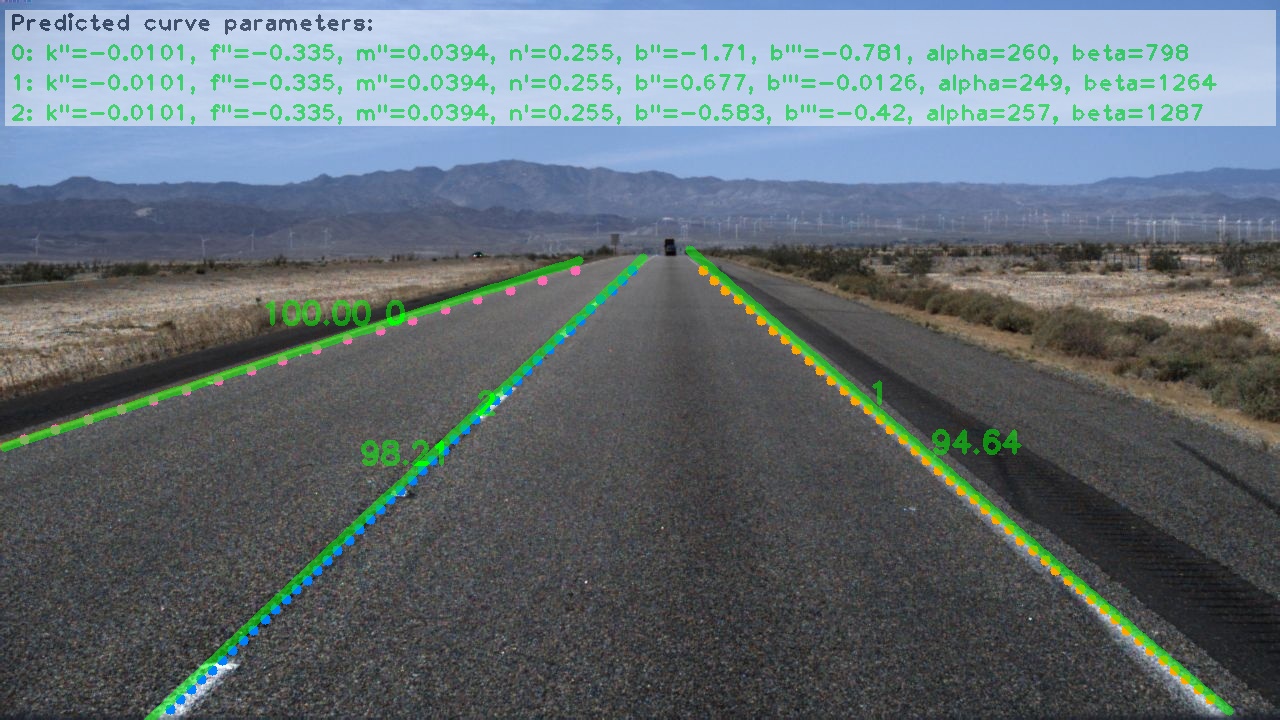 Predicted curve parameters:
0: k''=-0.0101, f''=-0.335, m''=0.0394, n'=0.255, b''=-1.71, b'''=-0.781, alpha=260, beta=798
1: k''=-0.0101, f''=-0.335, m''=0.0394, n'=0.255, b''=0.677, b'''=-0.0126, alpha=249, beta=1264
2: k''=-0.0101, f''=-0.335, m''=0.0394, n'=0.255, b''=-0.583, b'''=-0.42, alpha=257, beta=1287
100.00 0
2 1
98.21 94.64